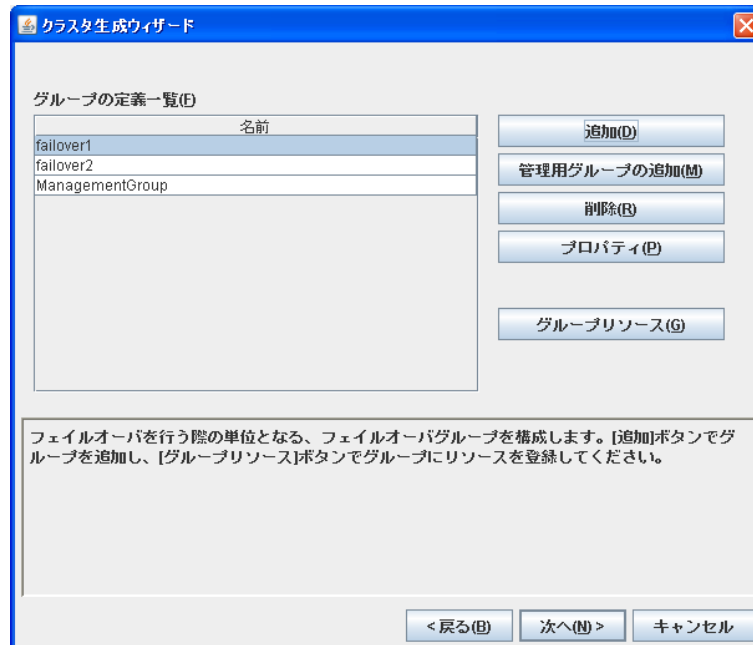 クラスタ生成ウィザード
グループの定義一覧(F)
名前
failover1
failover2
ManagementGroup
追加(D)
管理用グループの追加(M)
削除(R)
プロパティ(P)
グループリソース(G)
フェイルオーバを行う際の単位となる、フェイルオーバグループを構成します。[追加]ボタンでグ
ループを追加し、[グループリソース]ボタンでグループにリソースを登録してください。
<戻る(B)
次へ(N)>
キャンセル